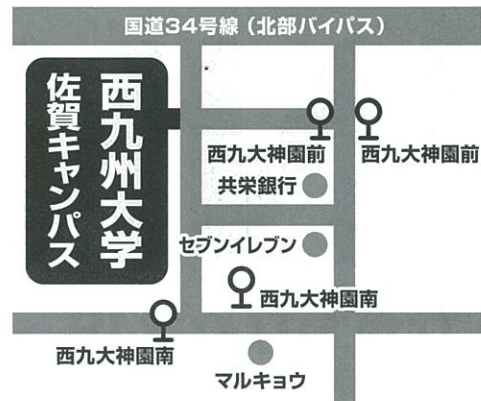 国道34号線（北部バイパス）
西九州大学
佐賀キャンパス
西九大神園前
西九大神園前
共栄銀行
セブンイレブン
西九大神園南
西九大神園南
マルキョウ